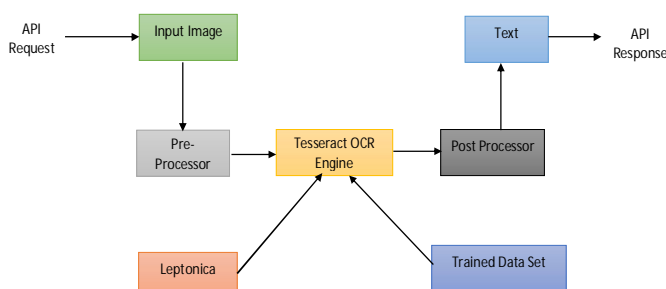 API
Request
Input Image
Text
API
Response
Pre-
Processor
Tesseract OCR
Engine
Post Processor
Leptonica
Trained Data Set